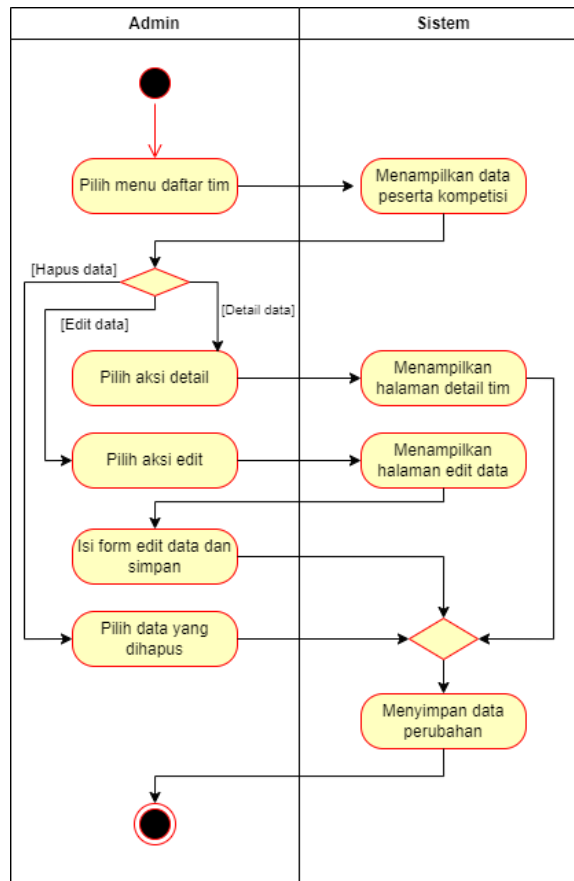 Admin
Sistem
Pilih menu daftar tim
Menampilkan data
peserta kompetisi
[Hapus data]
[Detail data]
[Edit data]
Pilih aksi detail
Menampilkan
halaman detail tim
Pilih aksi edit
Menampilkan
halaman edit data
Isi form edit data dan
simpan
Pilih data yang
dihapus
Menyimpan data
perubahan